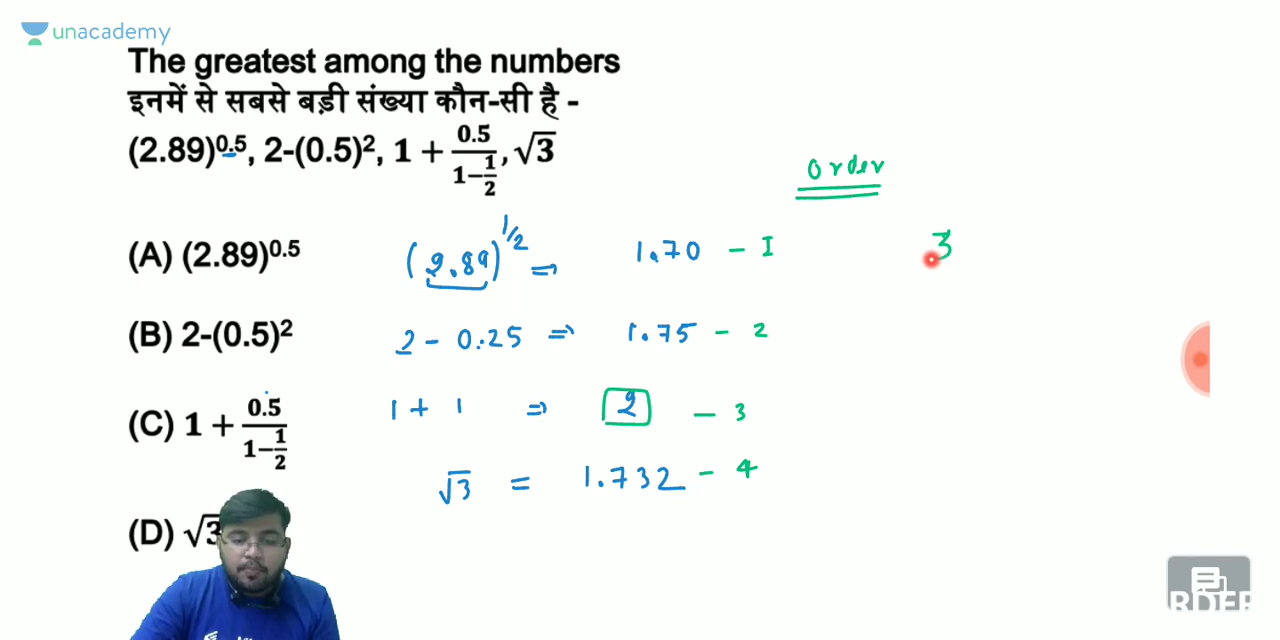 unacademy
The greatest among the numbers
इनमें से सबसे बड़ी संख्या कौन-सी है -
(2.89)^0.5, 2-(0.5)^2, 1 + 0.5/(1-1/2), √3
order
(A) (2.89)^0.5 (2.89)^1/2 ⇒ 1.70 - I 3
(B) 2-(0.5)^2 2 - 0.25 ⇒ 1.75 - 2
(C) 1 + 0.5/(1-1/2) 1 + 1 ⇒ 2 - 3
√3 = 1.732 - 4
(D) √3